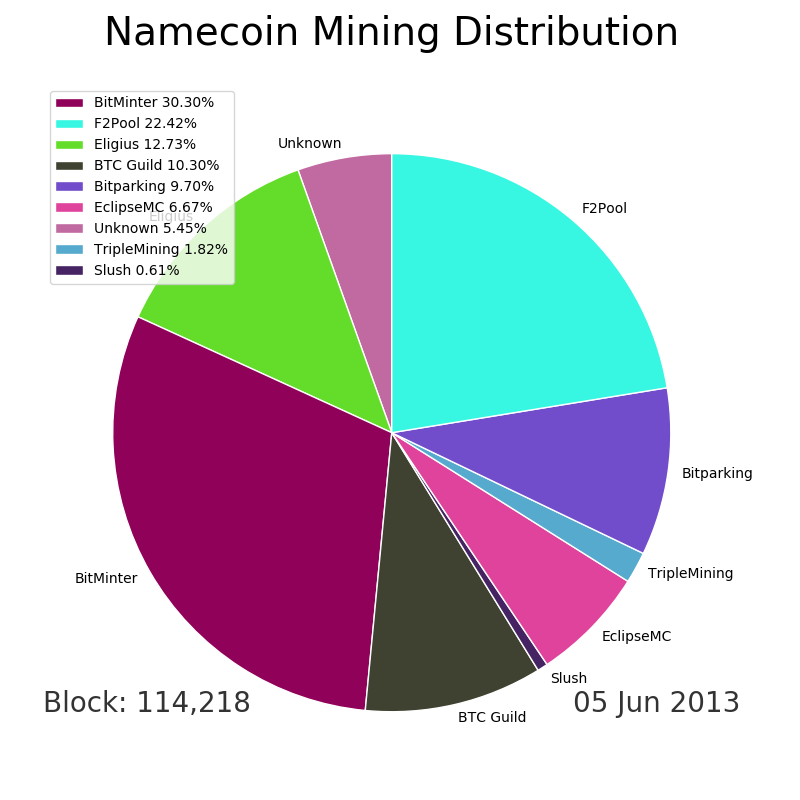 Namecoin Mining Distribution
BitMinter 30.30%
F2Pool 22.42%
Eligius 12.73%
BTC Guild 10.30%
Bitparking 9.70%
EclipseMC 6.67%
Unknown 5.45%
TripleMining 1.82%
Slush 0.61%
Unknown
F2Pool
Eligius
Bitparking
TripleMining
BitMinter
EclipseMC
Slush
BTC Guild
Block: 114,218
05 Jun 2013